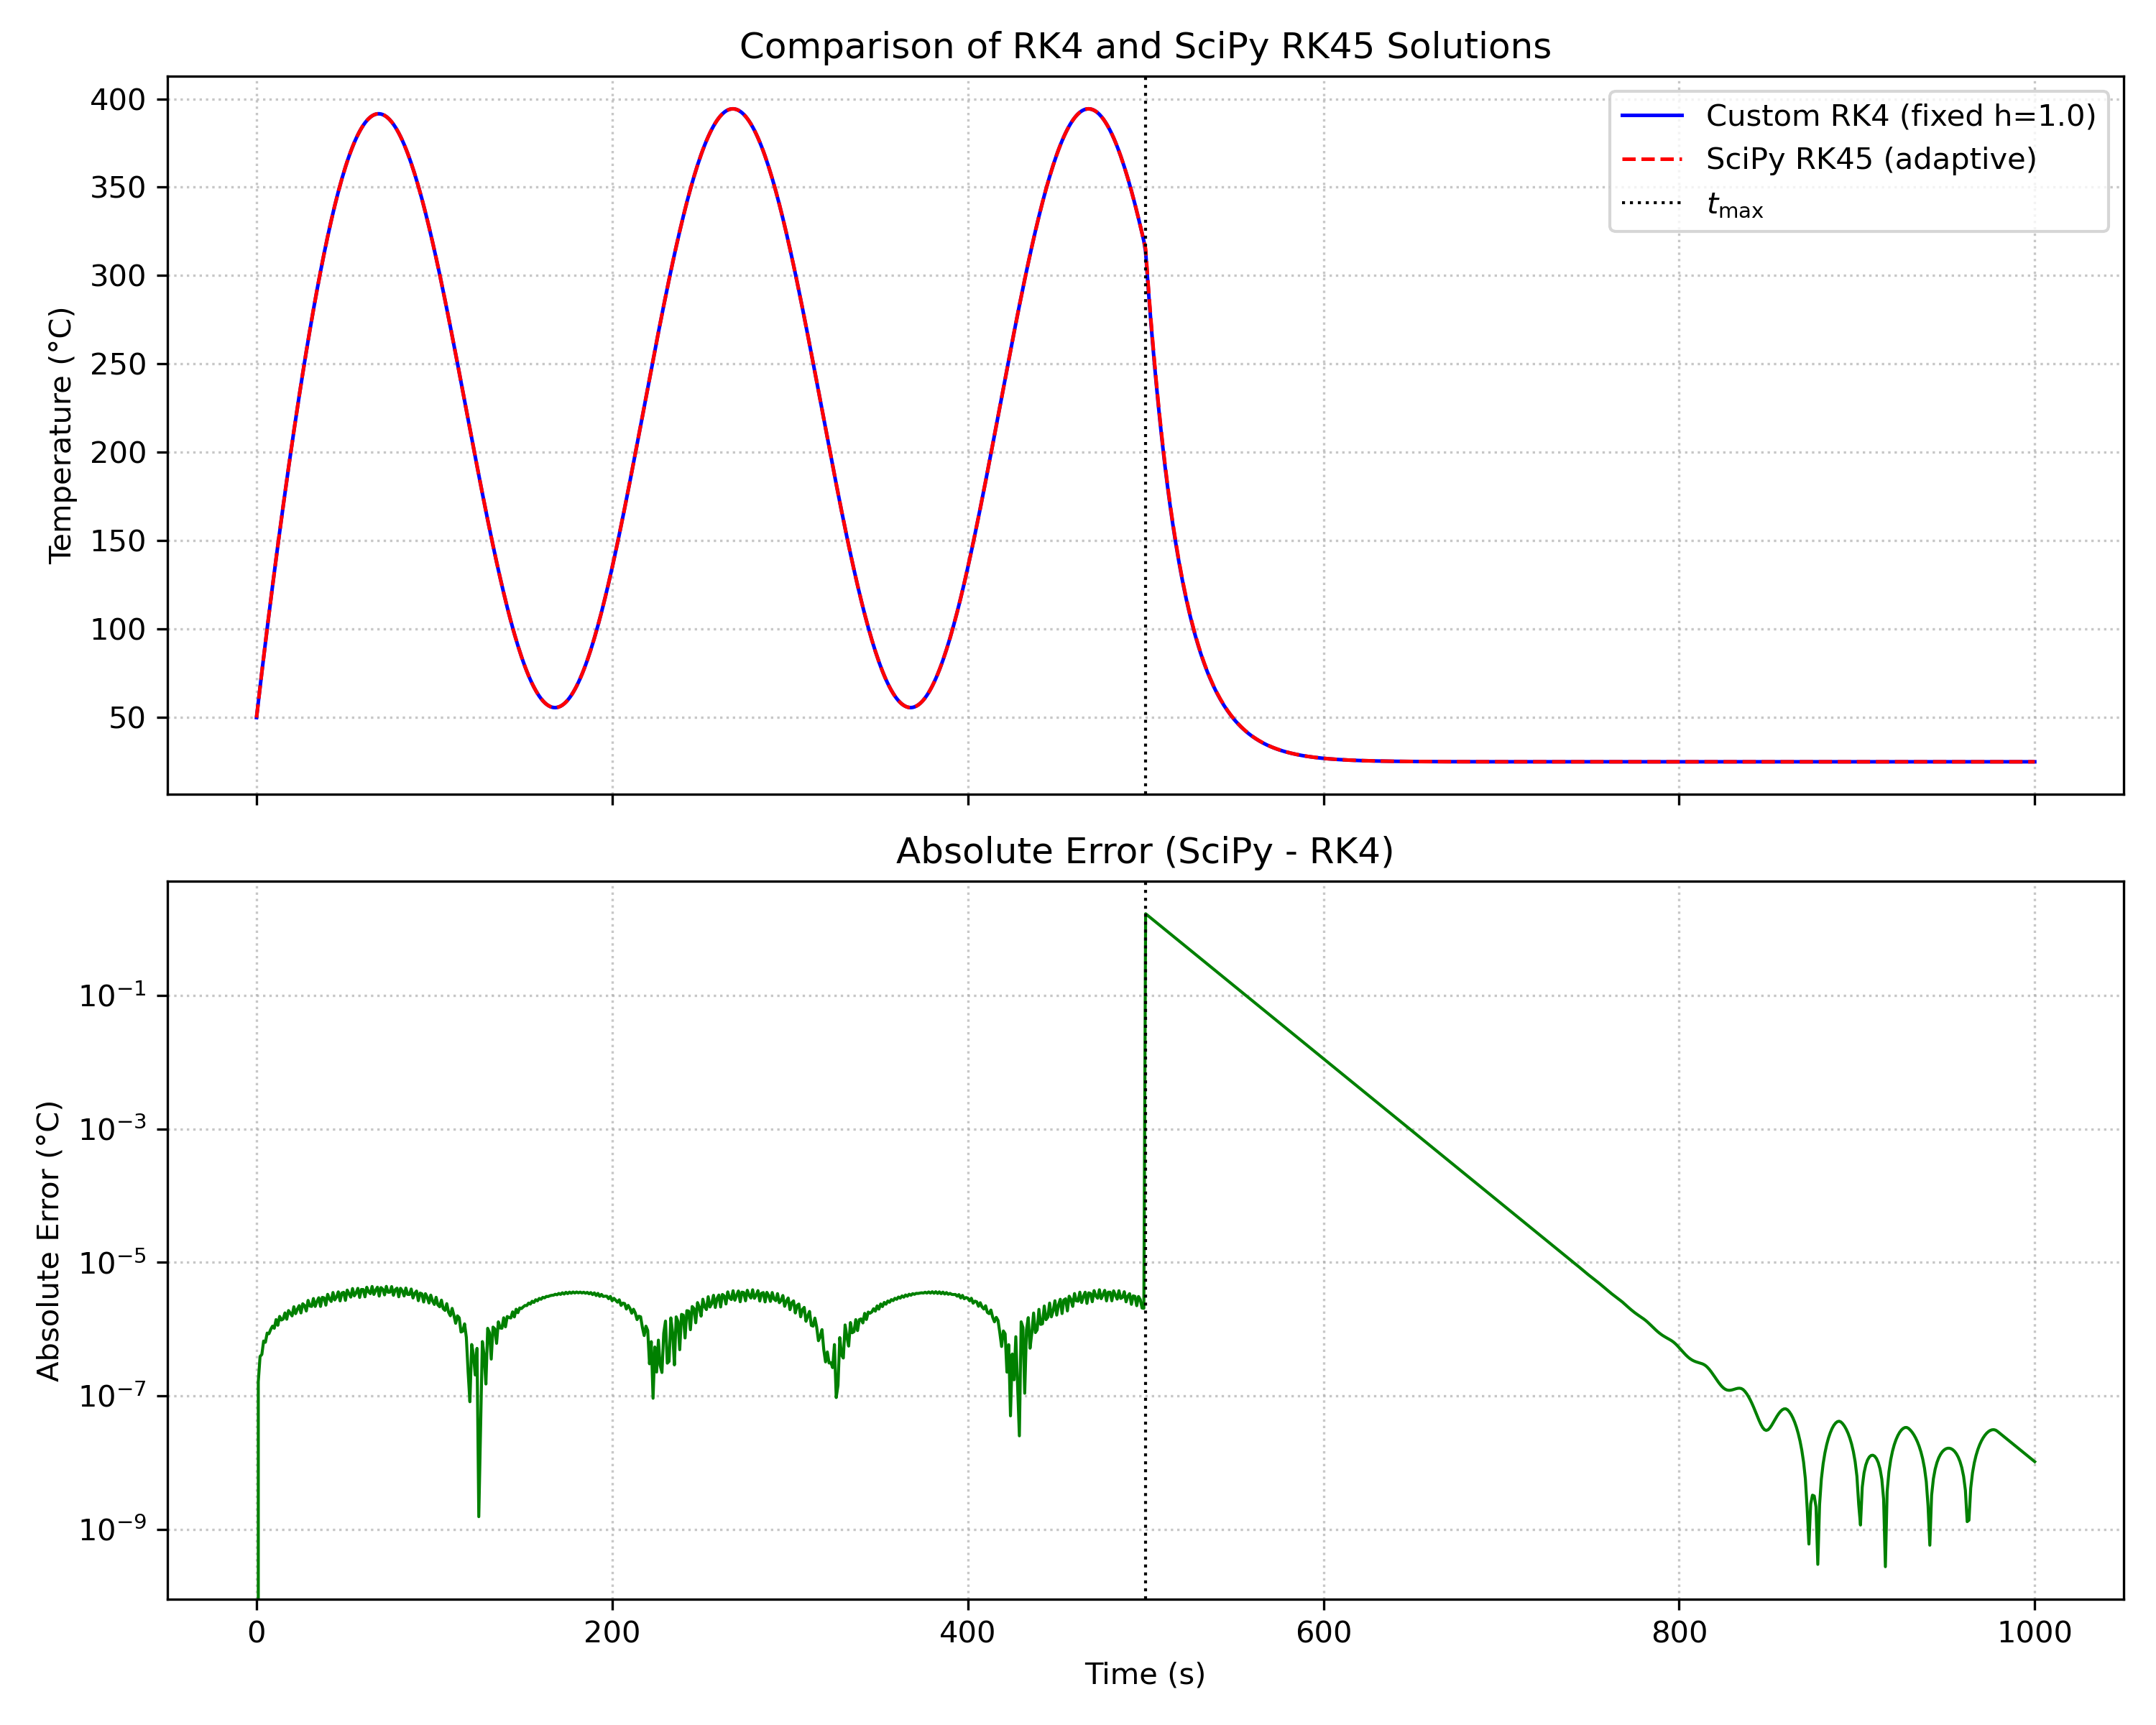 Comparison of RK4 and SciPy RK45 Solutions
400
350
300
250
200
150
100
50
Temperature (°C)
Custom RK4 (fixed h=1.0)
SciPy RK45 (adaptive)
t_max
Absolute Error (SciPy - RK4)
10⁻¹
10⁻³
10⁻⁵
10⁻⁷
10⁻⁹
Absolute Error (°C)
0 200 400 600 800 1000
Time (s)